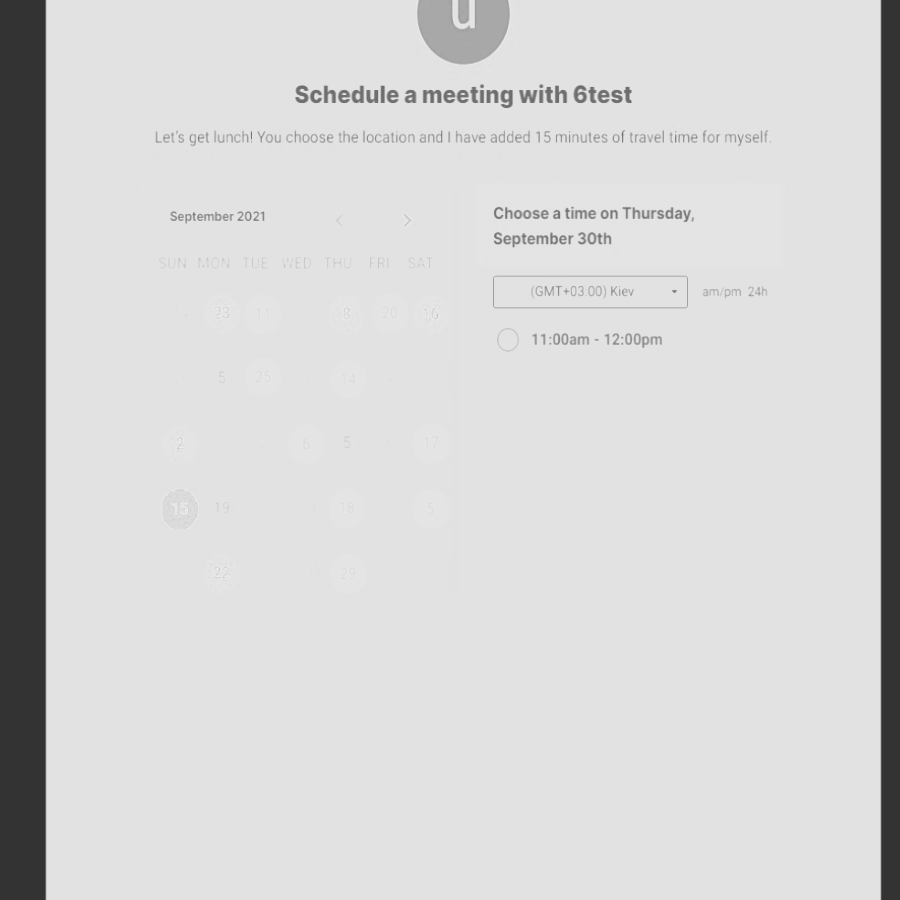 u
Schedule a meeting with 6test
Let's get lunch! You choose the location and I have added 15 minutes of travel time for myself.
September 2021
SUN MON TUE WED THU FRI SAT
23 11 8 20 16
5 25 14
2 6 5 17
15 19 18 5
22 29
Choose a time on Thursday,
September 30th
(GMT+03:00) Kiev
am/pm 24h
11:00am - 12:00pm